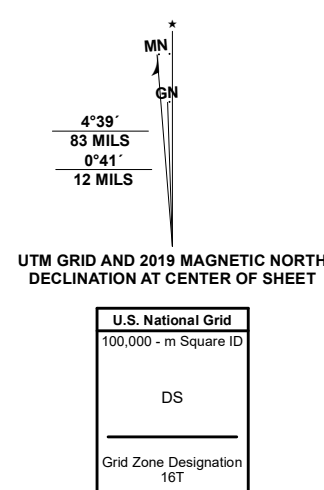 ★
MN
GN
4°39´
83 MILS
0°41´
12 MILS
UTM GRID AND 2019 MAGNETIC NORTH
DECLINATION AT CENTER OF SHEET
U.S. National Grid
100,000 - m Square ID
DS
Grid Zone Designation
16T